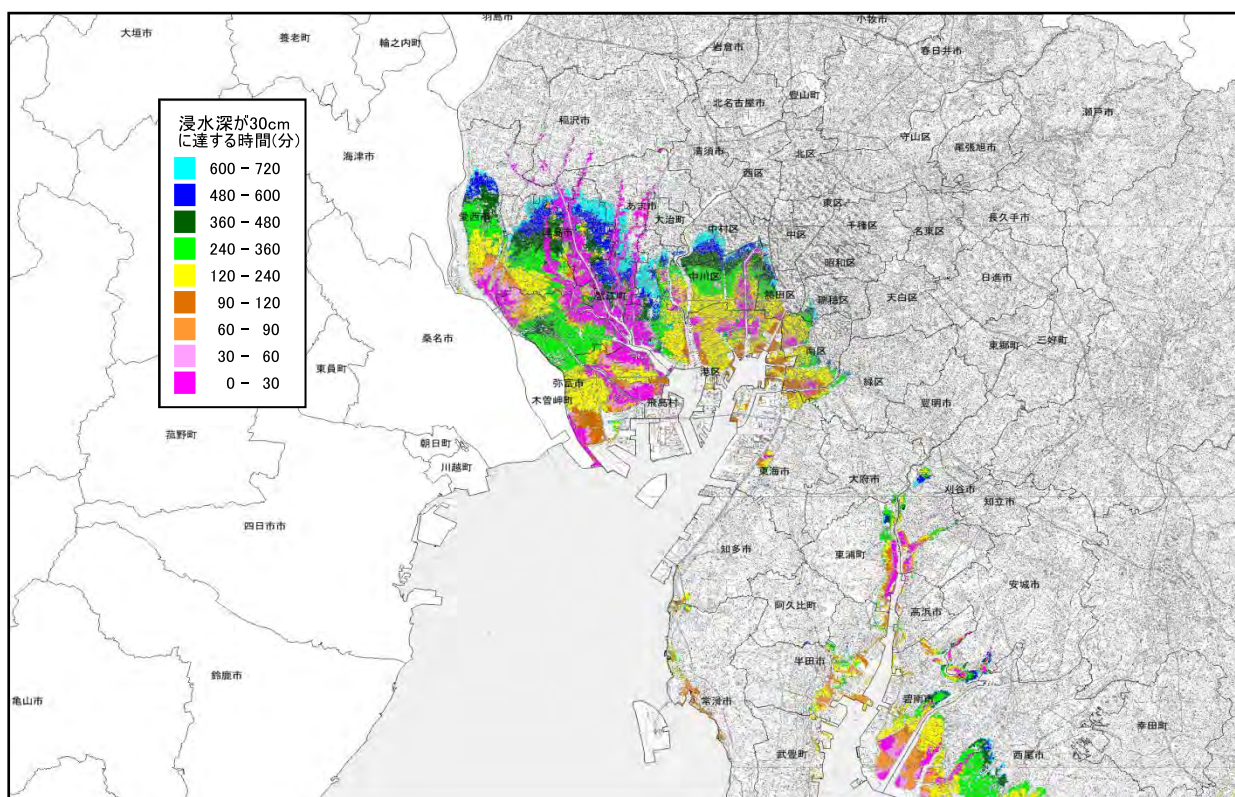 羽島市
小牧市
大垣市
養老町
輪之内町
岩倉市
春日井市
浸水深が30cm
に達する時間(分)
600-720
480-600
360-480
240-360
120-240
90-120
60-90
30-60
0-30
北名古屋市
豊山町
瀬戸市
稲沢市
守山区
海津市
清須市
北区
尾張旭市
西区
あま市
東区
愛西市
大治町
中村区
中区
千種区
名東区
長久手市
津島市
昭和区
中川区
日進市
蟹江町
熱田区
瑞穂区
天白区
桑名市
東郷町
三好町
東員町
南区
港区
緑区
弥富市
木曽岬町
飛島村
豊明市
菰野町
朝日町
川越町
東海市
大府市
刈谷市
知立市
四日市市
知多市
東浦町
安城市
阿久比町
高浜市
半田市
鈴鹿市
亀山市
常滑市
碧南市
幸田町
武豊町
西尾市